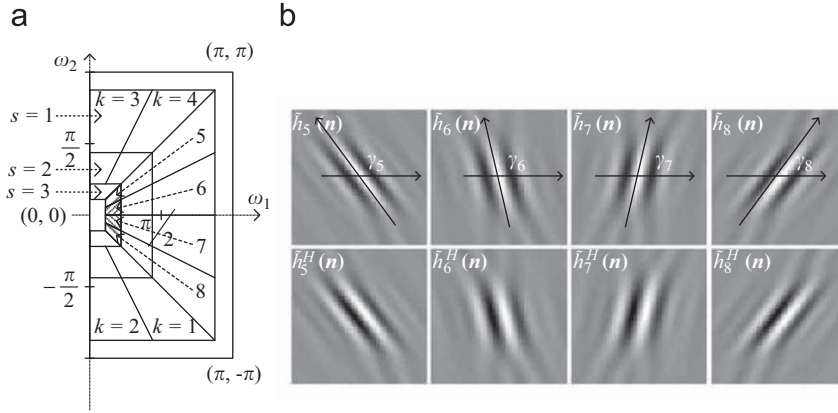 a
b
(π, π)
ω₂
k = 3 k = 4
s = 1
5
π/2
s = 2
6
s = 3
(0, 0)
π/2
ω₁
7
-π/2
8
k = 2 k = 1
(π, -π)
h̃₅ (n) h̃₆ (n) h̃₇ (n) h̃₈ (n)
γ₅ γ₆ γ₇ γ₈
h̃₅ᴴ (n) h̃₆ᴴ (n) h̃₇ᴴ (n) h̃₈ᴴ (n)